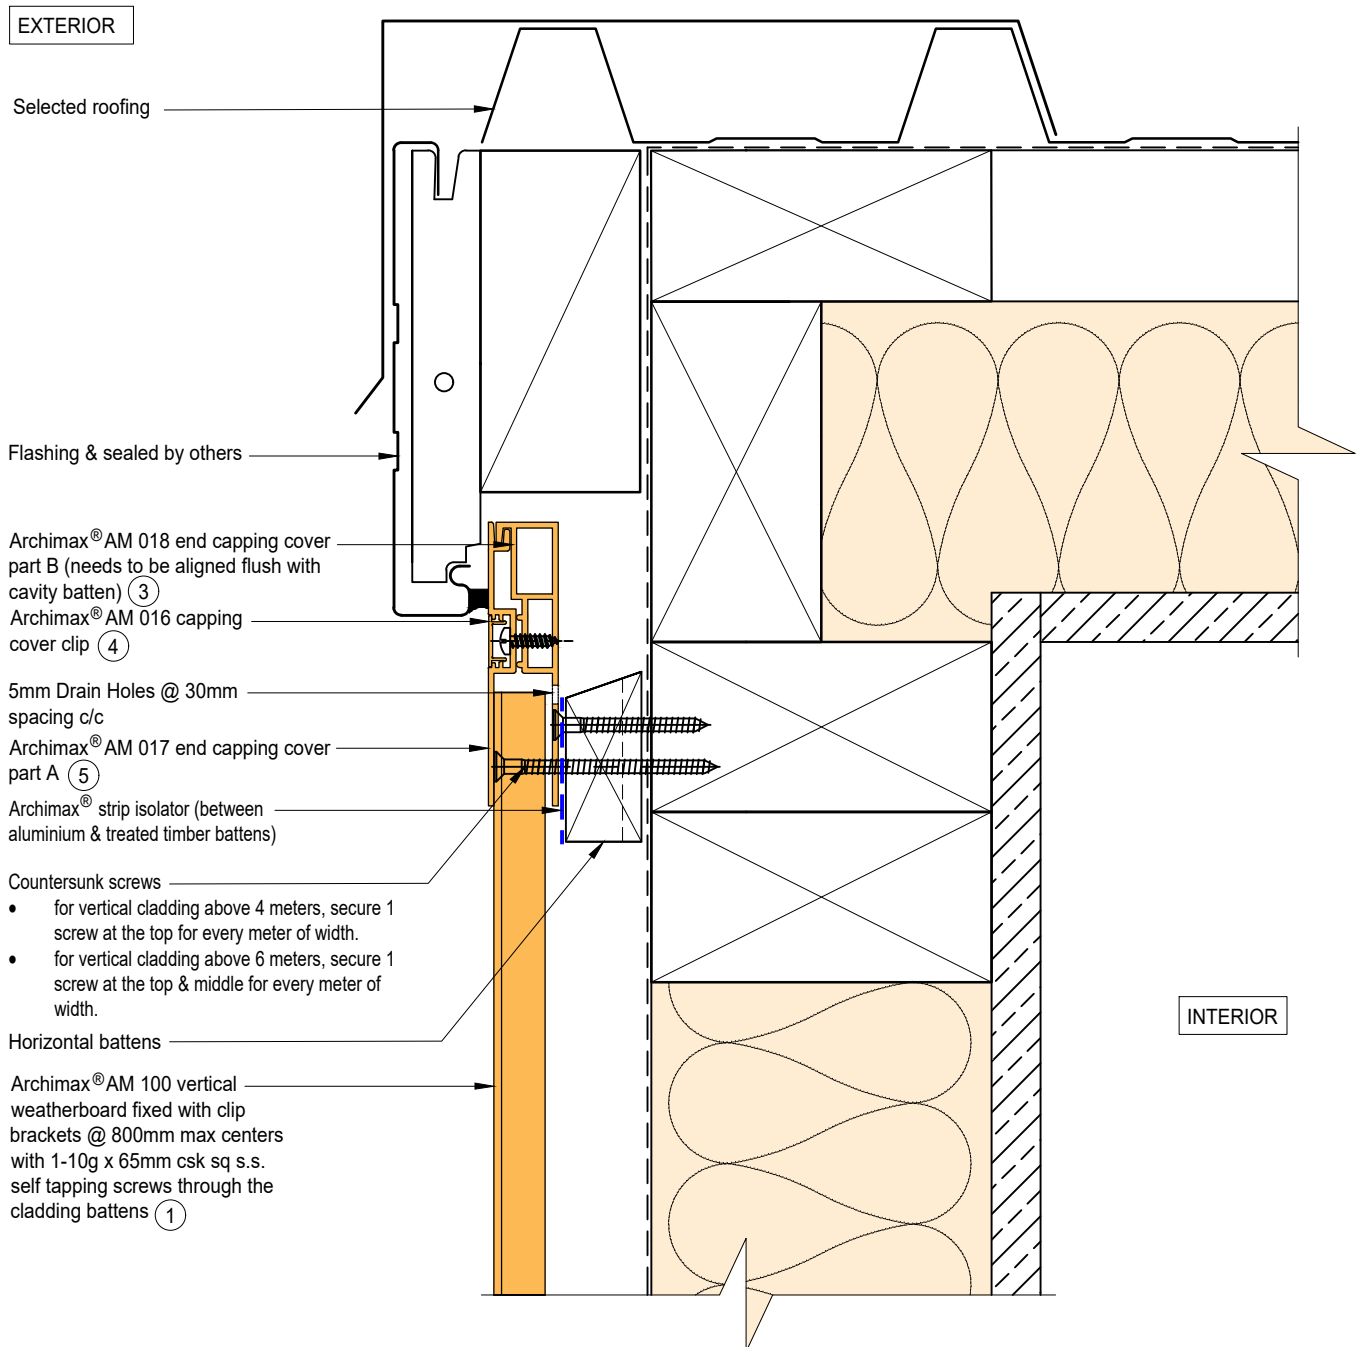 EXTERIOR
Selected roofing
Flashing & sealed by others
Archimax® AM 018 end capping cover
part B (needs to be aligned flush with
cavity batten) 3
Archimax® AM 016 capping
cover clip 4
5mm Drain Holes @ 30mm
spacing c/c
Archimax® AM 017 end capping cover
part A 5
Archimax® strip isolator (between
aluminium & treated timber battens)
Countersunk screws
• for vertical cladding above 4 meters, secure 1
screw at the top for every meter of width.
• for vertical cladding above 6 meters, secure 1
screw at the top & middle for every meter of
width.
Horizontal battens
Archimax® AM 100 vertical
weatherboard fixed with clip
brackets @ 800mm max centers
with 1-10g x 65mm csk sq s.s.
self tapping screws through the
cladding battens 1
INTERIOR